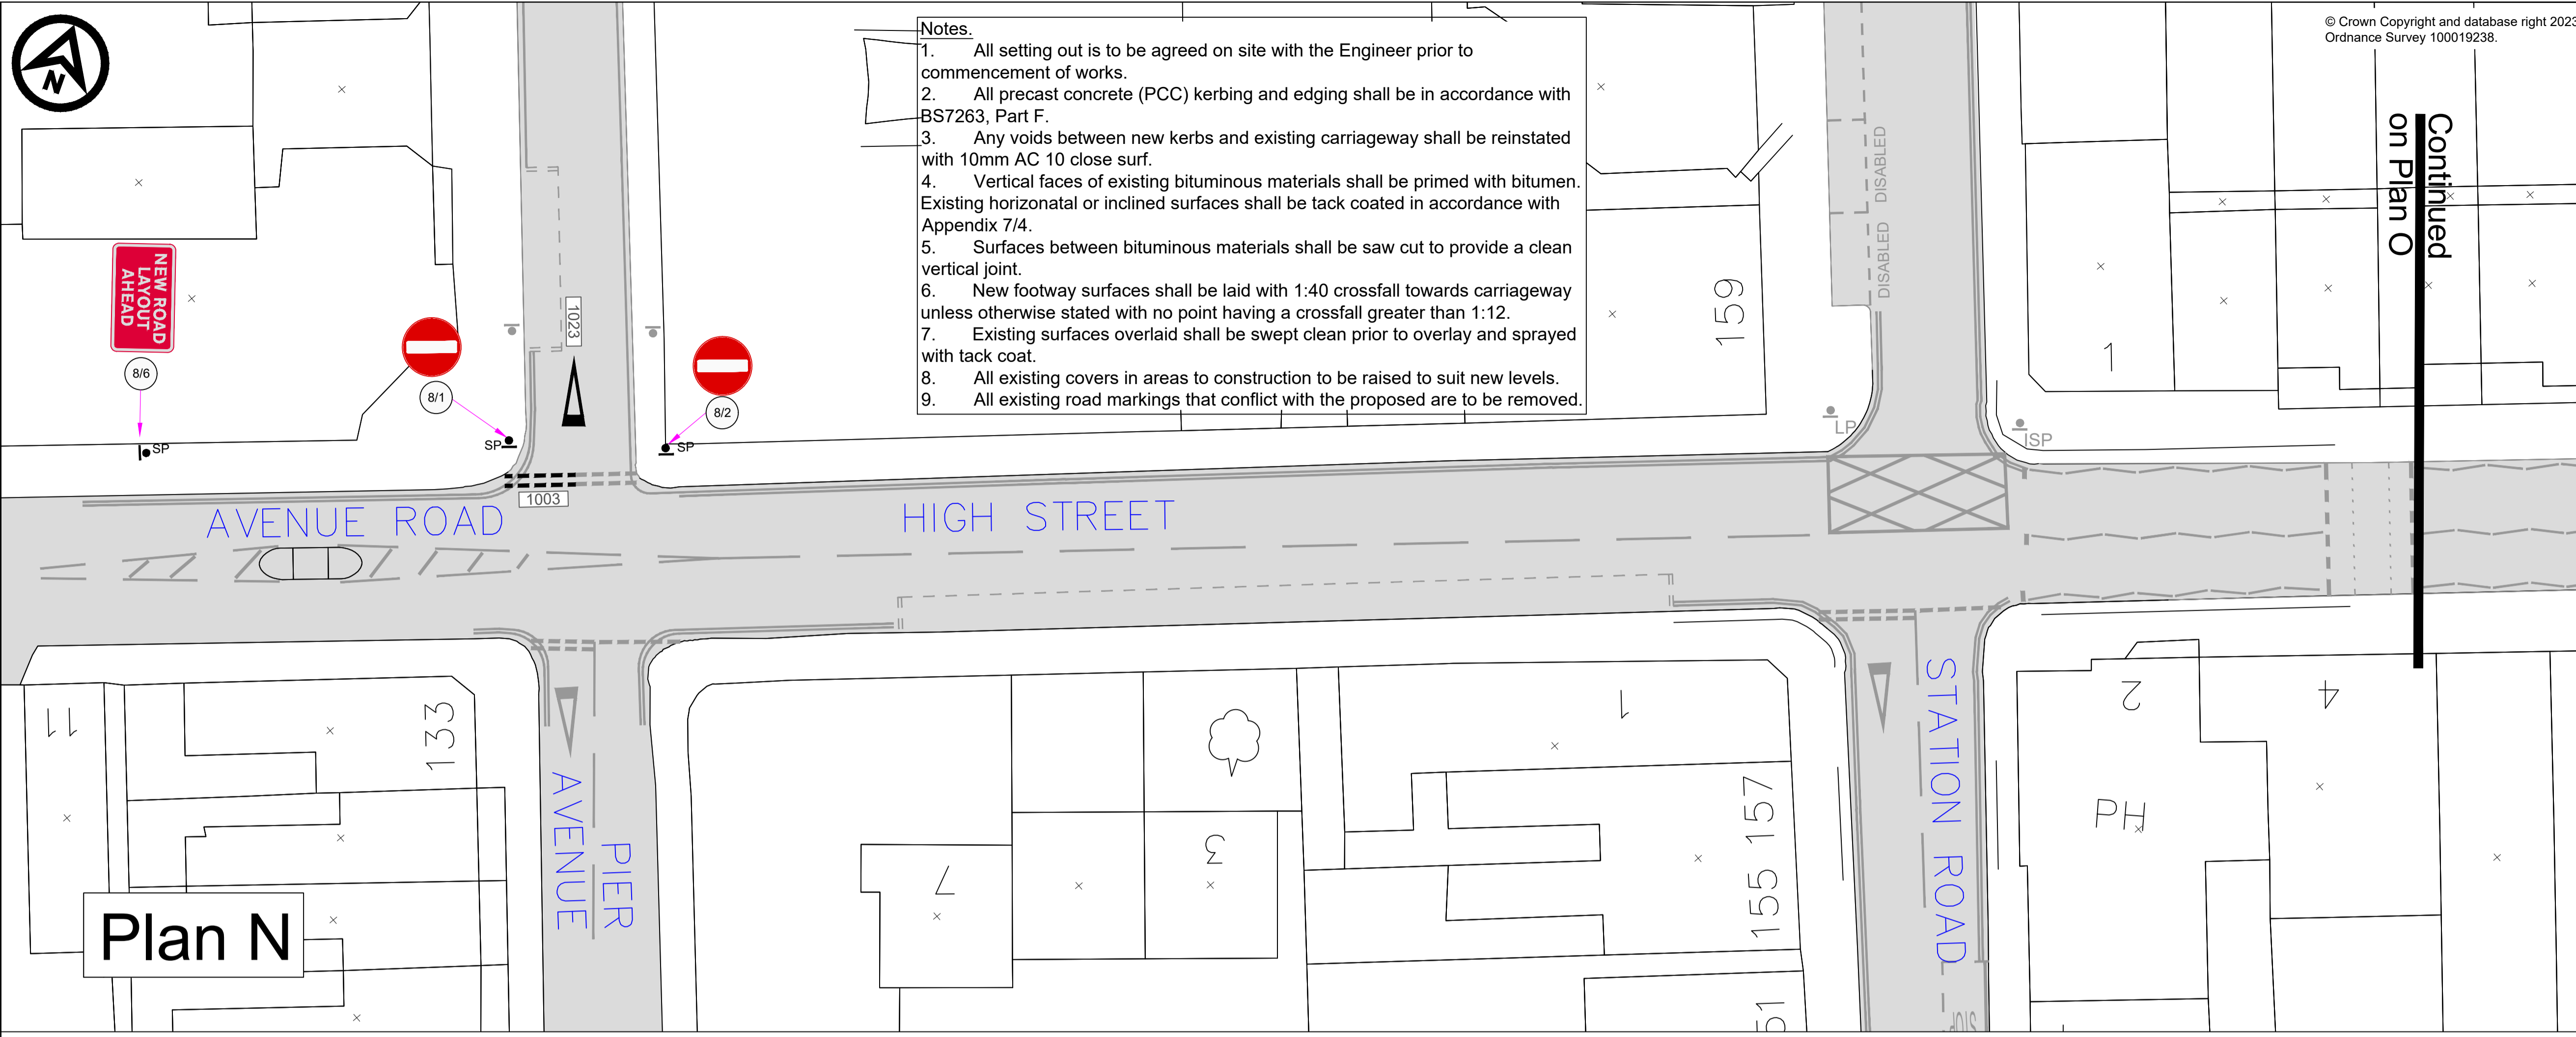 N
© Crown Copyright and database right 2023
Ordnance Survey 100019238.
Notes.
1. All setting out is to be agreed on site with the Engineer prior to
commencement of works.
2. All precast concrete (PCC) kerbing and edging shall be in accordance with
BS7263, Part F.
3. Any voids between new kerbs and existing carriageway shall be reinstated
with 10mm AC 10 close surf.
4. Vertical faces of existing bituminous materials shall be primed with bitumen.
Existing horizonatal or inclined surfaces shall be tack coated in accordance with
Appendix 7/4.
5. Surfaces between bituminous materials shall be saw cut to provide a clean
vertical joint.
6. New footway surfaces shall be laid with 1:40 crossfall towards carriageway
unless otherwise stated with no point having a crossfall greater than 1:12.
7. Existing surfaces overlaid shall be swept clean prior to overlay and sprayed
with tack coat.
8. All existing covers in areas to construction to be raised to suit new levels.
9. All existing road markings that conflict with the proposed are to be removed.
Continued
on Plan O
DISABLED
DISABLED
NEW ROAD
LAYOUT
AHEAD
8/6
8/1
8/2
1023
159
1
SP
SP
SP
LP
ISP
1003
AVENUE ROAD
HIGH STREET
11
133
PIER
AVENUE
7
3
1
155 157
STATION ROAD
2
4
PH
51
Plan N